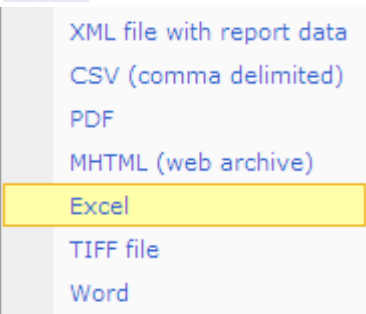 XML file with report data
CSV (comma delimited)
PDF
MHTML (web archive)
Excel
TIFF file
Word